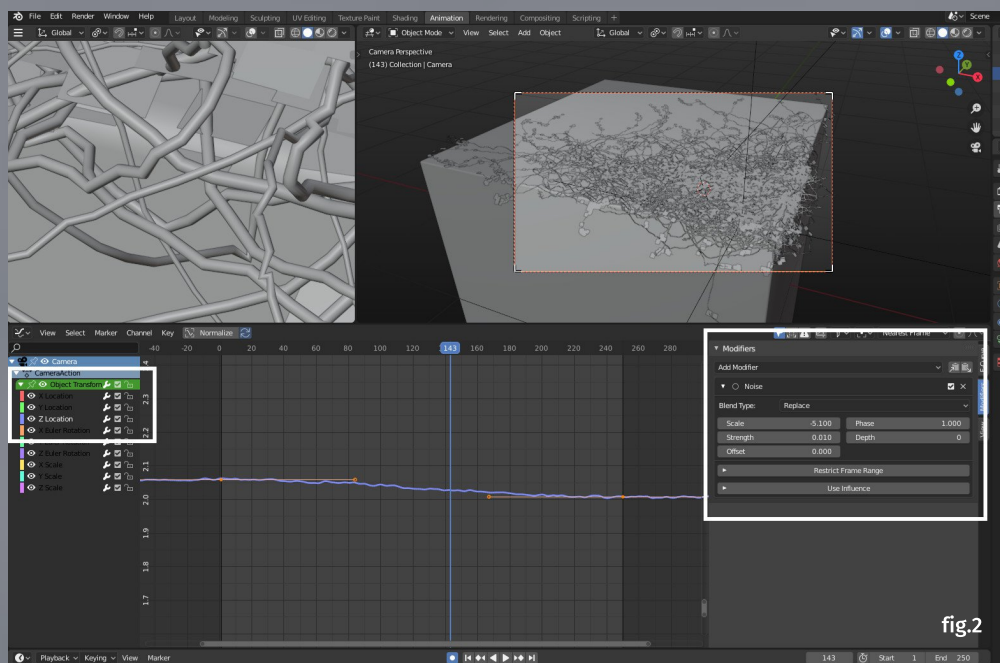 File Edit Render Window Help Layout Modeling Sculpting UV Editing Texture Paint Shading Animation Rendering Compositing Scripting + Scene
Global
Object Mode View Select Add Object Global
Camera Perspective
(143) Collection | Camera
Z
Y
X
View Select Marker Channel Key Normalize
Nearest Frame
-40 -20 0 20 40 60 80 100 120 143 160 180 200 220 240 260 280
Camera
CameraAction
Object Transform
X Location
Y Location
Z Location
X Euler Rotation
Z Euler Rotation
X Scale
Y Scale
Z Scale
2.3
2.2
2.1
2.0
1.9
1.8
1.7
Modifiers
Add Modifier
Noise
Blend Type: Replace
Scale -5.100 Phase 1.000
Strength 0.010 Depth 0
Offset 0.000
Restrict Frame Range
Use Influence
fig.2
Playback Keying View Marker 143 Start 1 End 250